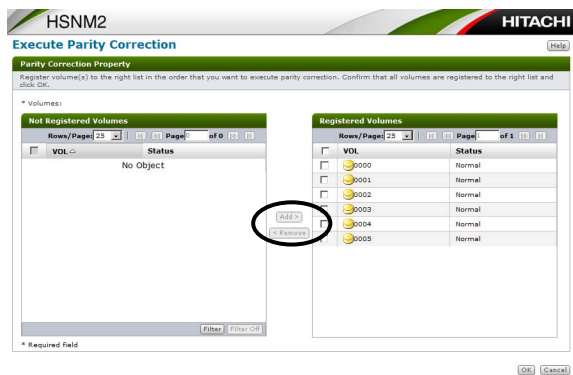 HSNM2
HITACHI
Execute Parity Correction
Help
Parity Correction Property
Register volume(s) to the right list in the order that you want to execute parity correction. Confirm that all volumes are registered to the right list and
click OK.
* Volumes:
Not Registered Volumes
Rows/Page: 25 Page 0 of 0
VOL Status
No Object
Filter Filter Off
Add >
< Remove
Registered Volumes
Rows/Page: 25 Page 1 of 1
VOL Status
0000 Normal
0001 Normal
0002 Normal
0003 Normal
0004 Normal
0005 Normal
* Required field
OK Cancel